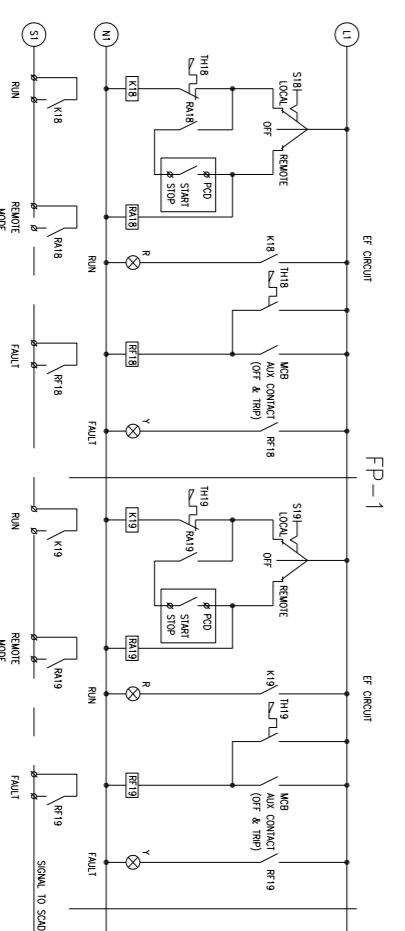 FP-1
L1
EF CIRCUIT
S18
LOCAL
OFF
REMOTE
TH18
RA18
PCD
START
STOP
K18
RA18
K18
R
RUN
TH18
MCB
AUX CONTACT
(OFF & TRIP)
RF18
RF18
Y
FAULT
EF CIRCUIT
S19
LOCAL
OFF
REMOTE
TH19
RA19
PCD
START
STOP
K19
RA19
K19
R
RUN
TH19
MCB
AUX CONTACT
(OFF & TRIP)
RF19
RF19
Y
FAULT
N1
S1
K18
RUN
RA18
REMOTE
MODE
RF18
FAULT
K19
RUN
RA19
REMOTE
MODE
RF19
FAULT
SIGNAL TO SCAD